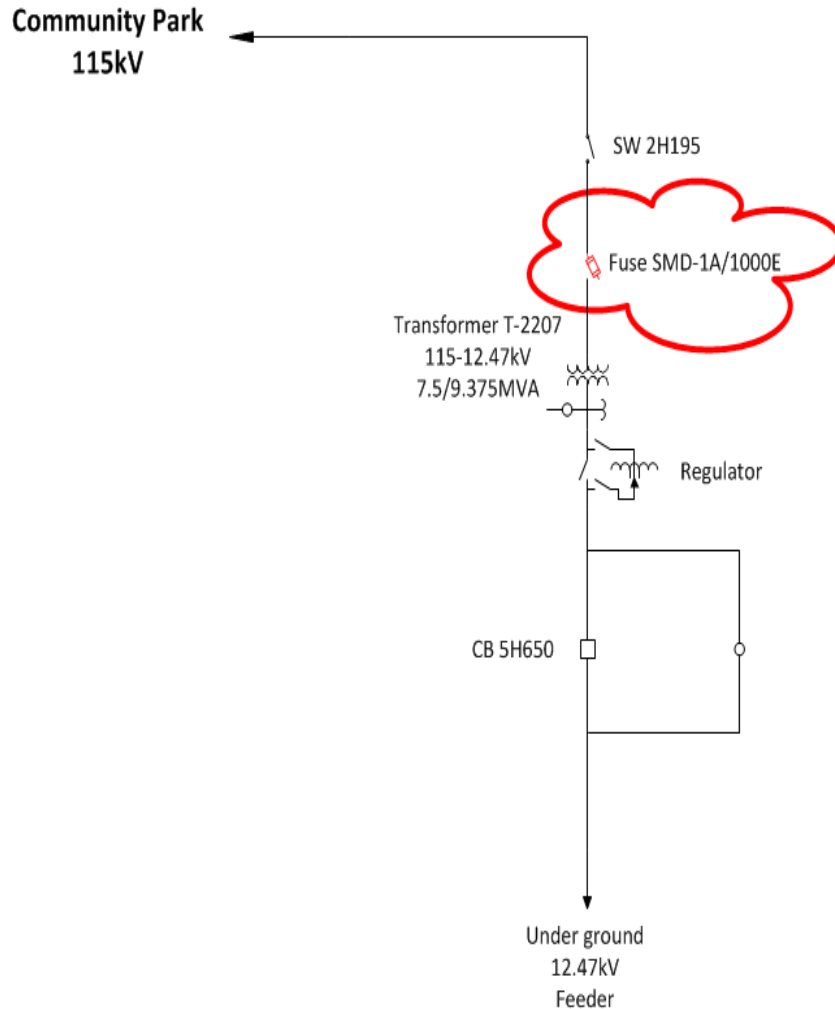 Community Park
115kV
SW 2H195
Fuse SMD-1A/1000E
Transformer T-2207
115-12.47kV
7.5/9.375MVA
Regulator
CB 5H650
Under ground
12.47kV
Feeder